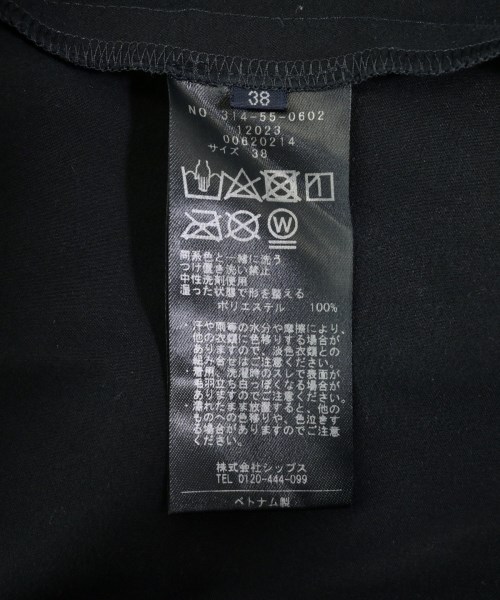 38
NO 314-55-0602
12023
00620214
サイズ 38
W
同系色と一緒に洗う
つけ置き洗い禁止
中性洗剤使用
湿った状態で形を整える
ポリエステル 100%
・汗や雨等の水分や摩擦により、
他の衣類に色移りする場合が
ありますので、淡色衣類との
組み合せはご注意ください。
・着用、洗濯時のスレで表面が
毛羽立ち白っぽくなる場合が
ありますのでご注意ください。
・濡れたまま放置すると、他の
ものへの色移りや、色泣きす
る場合がありますのでご注意
ください。
株式会社シップス
TEL 0120-444-099
ベトナム製